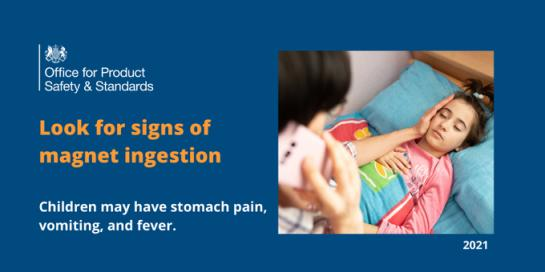 Office for Product
Safety & Standards
Look for signs of
magnet ingestion
Children may have stomach pain,
vomiting, and fever.
2021